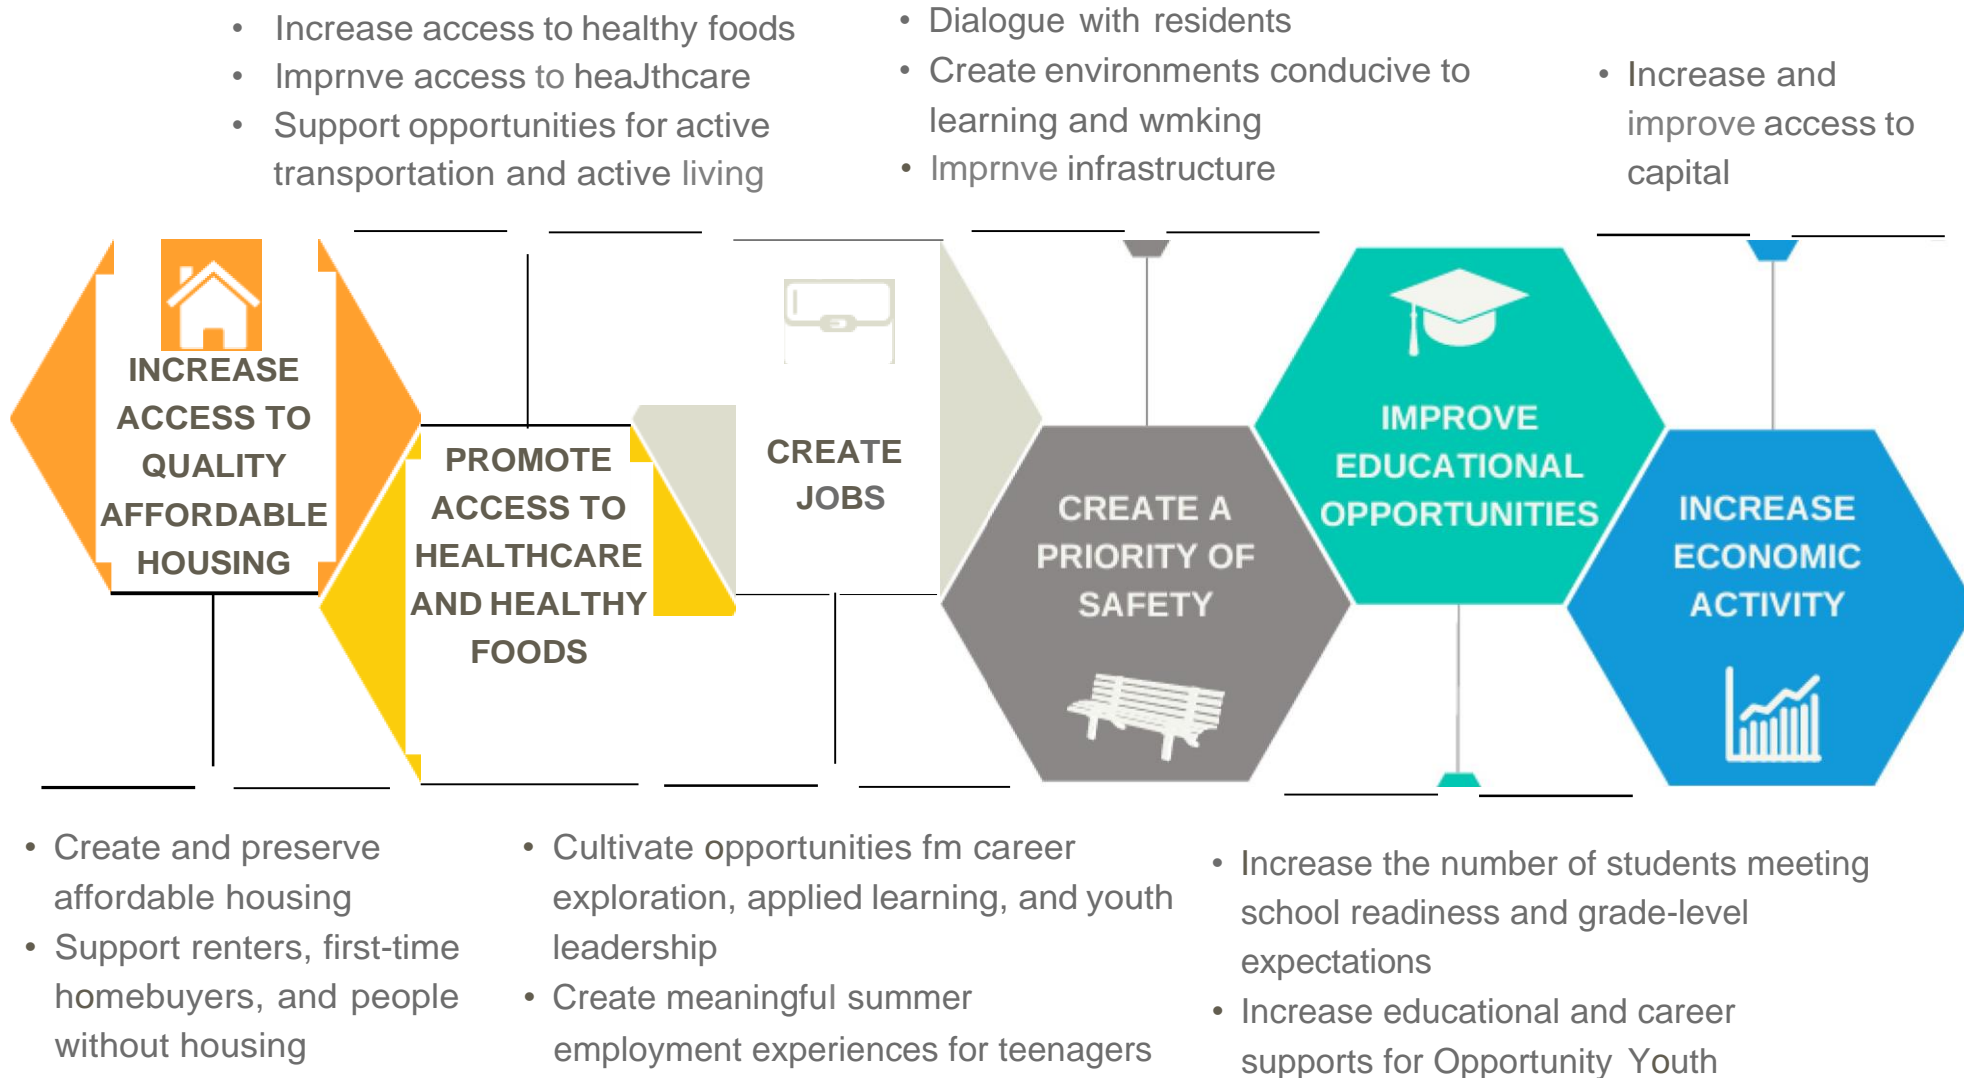 • Increase access to healthy foods
• Imprnve access to heaJthcare
• Support opportunities for active
transportation and active living
• Dialogue with residents
• Create environments conducive to
learning and wmking
• Imprnve infrastructure
• Increase and
improve access to
capital
INCREASE
ACCESS TO
QUALITY
AFFORDABLE
HOUSING
PROMOTE
ACCESS TO
HEALTHCARE
AND HEALTHY
FOODS
CREATE
JOBS
CREATE A
PRIORITY OF
SAFETY
IMPROVE
EDUCATIONAL
OPPORTUNITIES
INCREASE
ECONOMIC
ACTIVITY
• Create and preserve
affordable housing
• Support renters, first-time
homebuyers, and people
without housing
• Cultivate opportunities fm career
exploration, applied learning, and youth
leadership
• Create meaningful summer
employment experiences for teenagers
• Increase the number of students meeting
school readiness and grade-level
expectations
• Increase educational and career
supports for Opportunity Youth